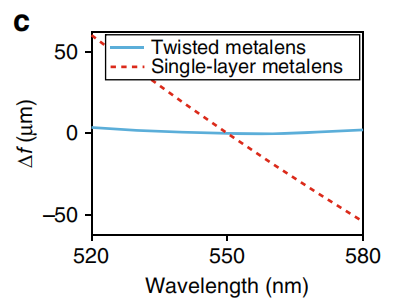 c
Twisted metalens
Single-layer metalens
50
0
−50
Δf (μm)
520 550 580
Wavelength (nm)